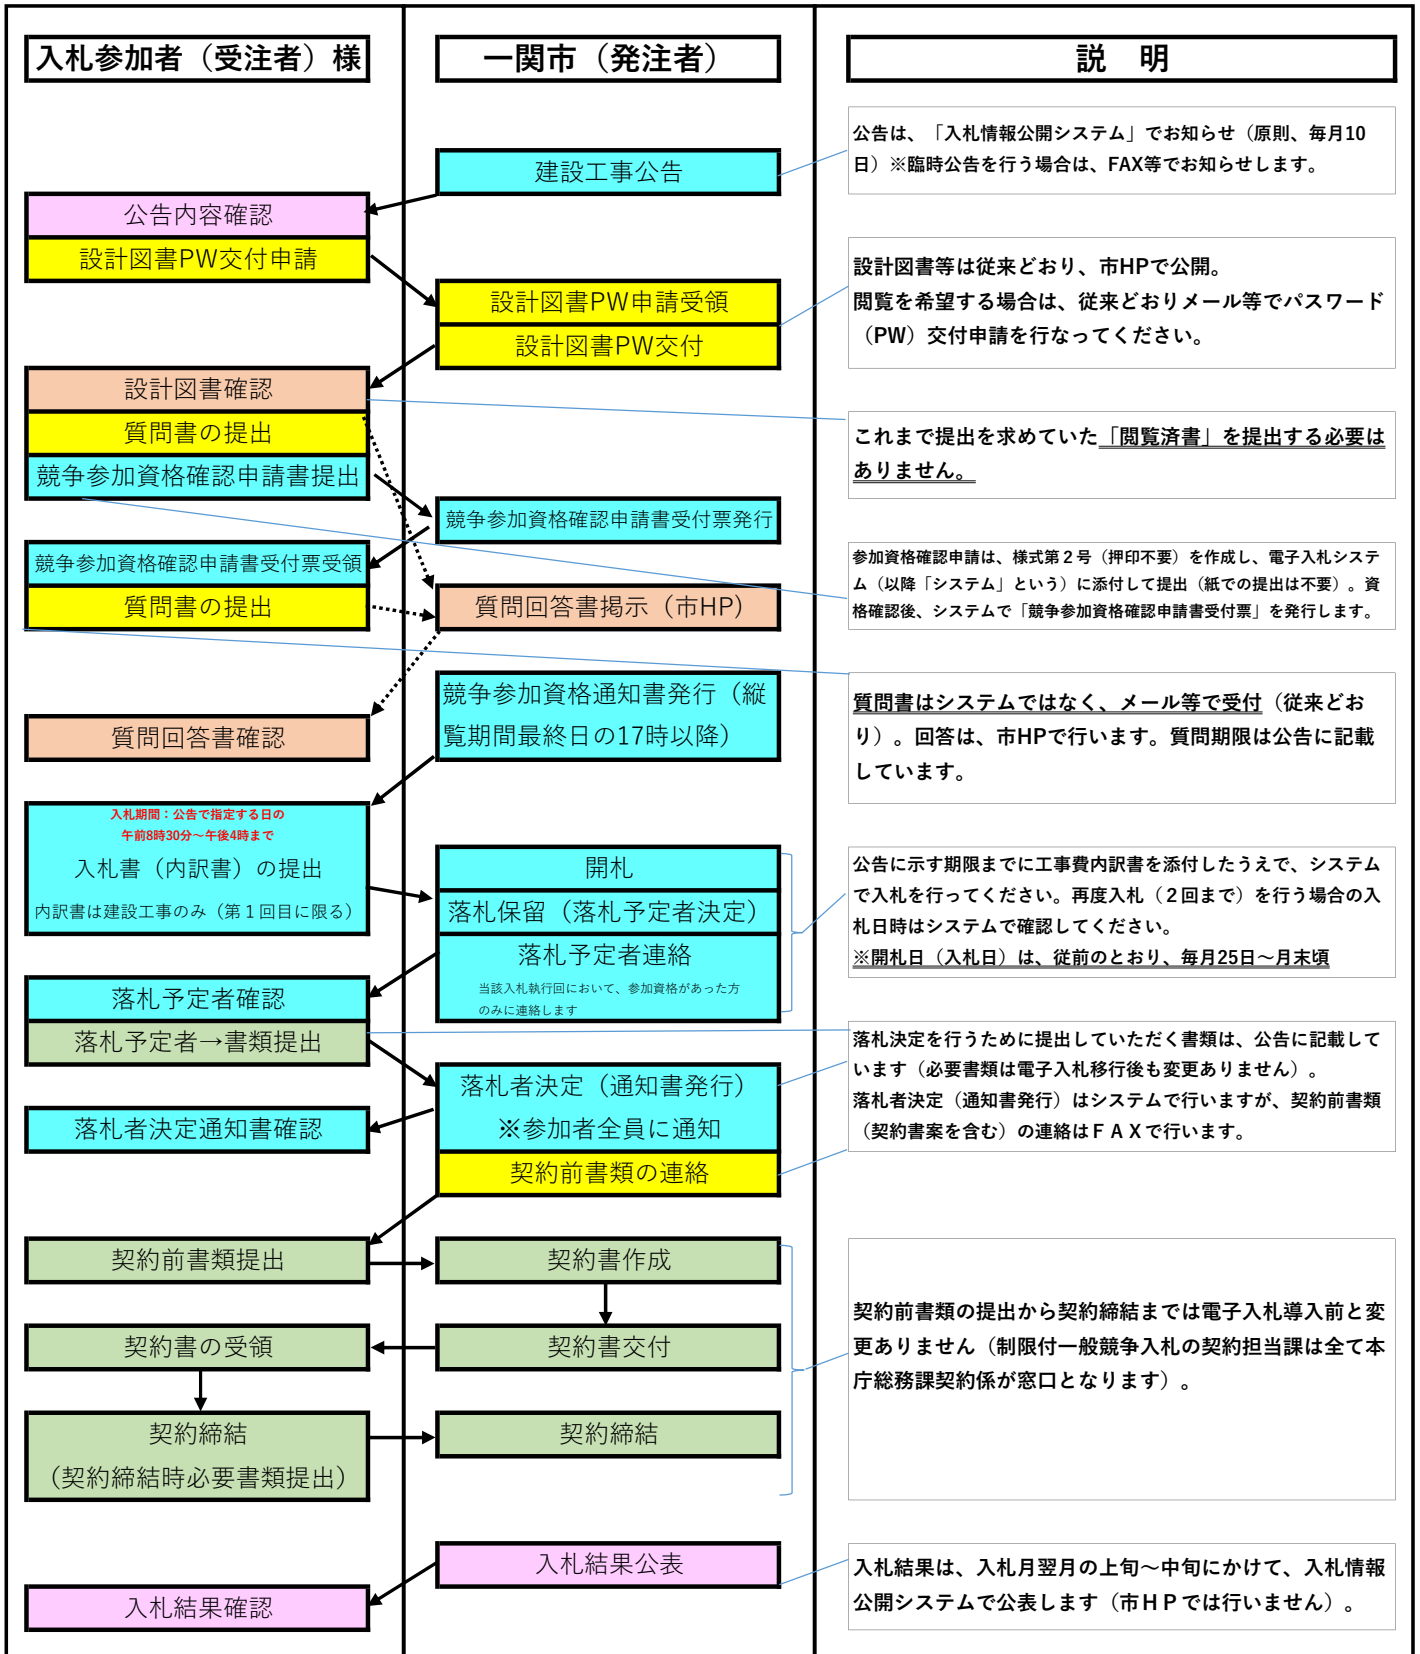 入札参加者（受注者）様
一関市（発注者）
説　明
建設工事公告
公告は、「入札情報公開システム」でお知らせ（原則、毎月10
日）※臨時公告を行う場合は、FAX等でお知らせします。
公告内容確認
設計図書PW交付申請
設計図書PW申請受領
設計図書PW交付
設計図書等は従来どおり、市HPで公開。
閲覧を希望する場合は、従来どおりメール等でパスワード
（PW）交付申請を行なってください。
設計図書確認
質問書の提出
競争参加資格確認申請書提出
これまで提出を求めていた「閲覧済書」を提出する必要は
ありません。
競争参加資格確認申請書受付票発行
競争参加資格確認申請書受付票受領
質問書の提出
質問回答書掲示（市HP）
参加資格確認申請は、様式第２号（押印不要）を作成し、電子入札システ
ム（以降「システム」という）に添付して提出（紙での提出は不要）。資
格確認後、システムで「競争参加資格確認申請書受付票」を発行します。
競争参加資格通知書発行（縦
覧期間最終日の17時以降）
質問回答書確認
質問書はシステムではなく、メール等で受付（従来どお
り）。回答は、市HPで行います。質問期限は公告に記載
しています。
入札期間：公告で指定する日の
午前8時30分～午後4時まで
入札書（内訳書）の提出
内訳書は建設工事のみ（第１回目に限る）
開札
落札保留（落札予定者決定）
落札予定者連絡
当該入札執行回において、参加資格があった方
のみに連絡します
公告に示す期限までに工事費内訳書を添付したうえで、システム
で入札を行ってください。再度入札（２回まで）を行う場合の入
札日時はシステムで確認してください。
※開札日（入札日）は、従前のとおり、毎月25日～月末頃
落札予定者確認
落札予定者→書類提出
落札者決定（通知書発行）
※参加者全員に通知
契約前書類の連絡
落札者決定通知書確認
落札決定を行うために提出していただく書類は、公告に記載して
います（必要書類は電子入札移行後も変更ありません）。
落札者決定（通知書発行）はシステムで行いますが、契約前書類
（契約書案を含む）の連絡はＦＡＸで行います。
契約前書類提出
契約書作成
契約書の受領
契約書交付
契約締結
（契約締結時必要書類提出）
契約締結
契約前書類の提出から契約締結までは電子入札導入前と変
更ありません（制限付一般競争入札の契約担当課は全て本
庁総務課契約係が窓口となります）。
入札結果公表
入札結果確認
入札結果は、入札月翌月の上旬～中旬にかけて、入札情報
公開システムで公表します（市ＨＰでは行いません）。